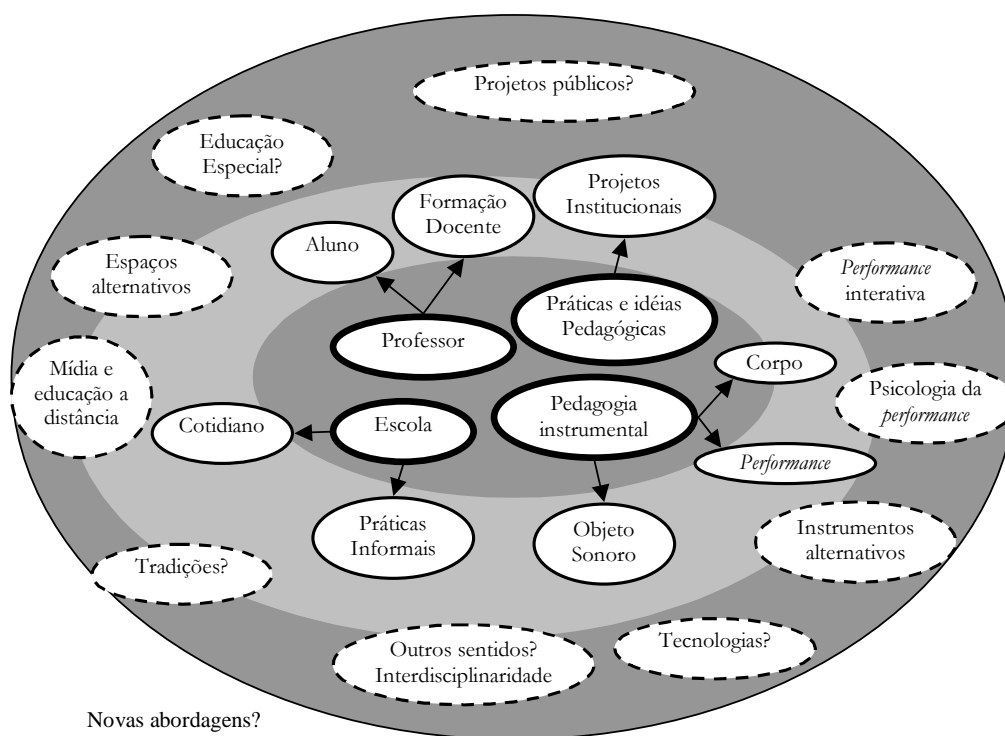 Projetos públicos?
Educação
Especial?
Formação
Docente
Projetos
Institucionais
Aluno
Espaços
alternativos
Performance
interativa
Práticas e idéias
Pedagógicas
Professor
Corpo
Mídia e
educação a
distância
Psicologia da
performance
Cotidiano
Escola
Pedagogia
instrumental
Performance
Práticas
Informais
Objeto
Sonoro
Instrumentos
alternativos
Tradições?
Outros sentidos?
Interdisciplinaridade
Tecnologias?
Novas abordagens?